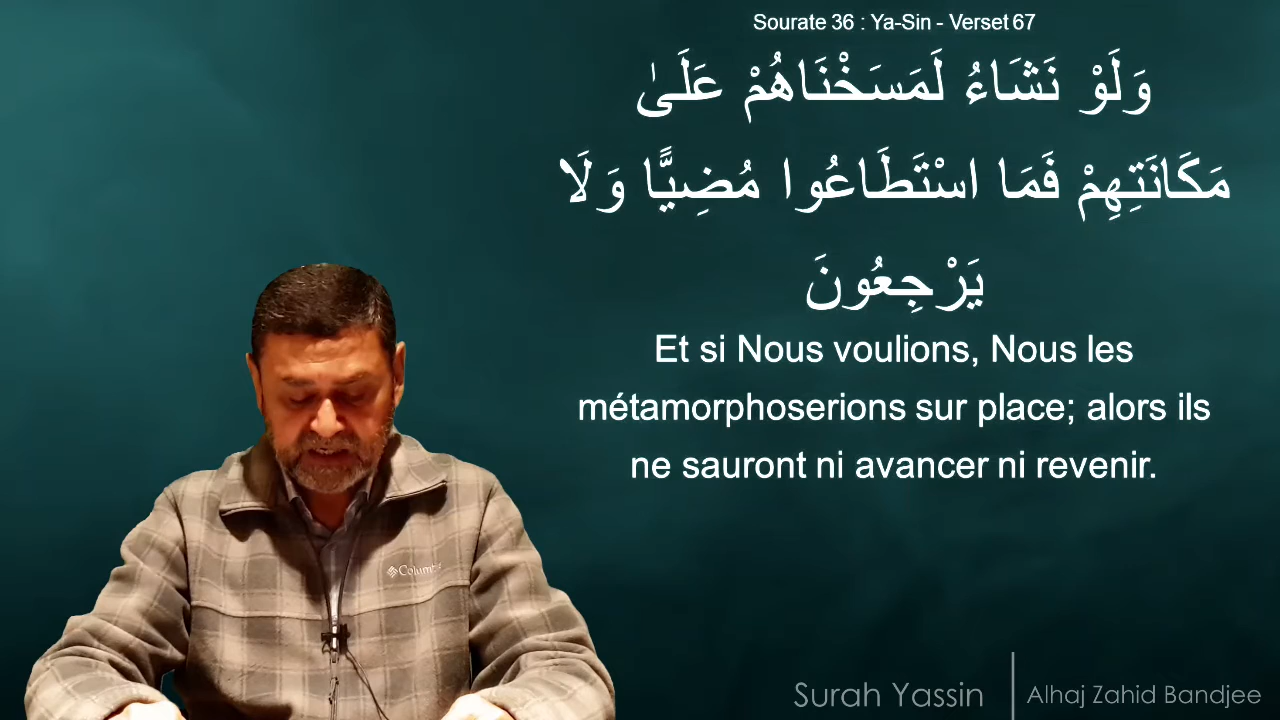 Sourate 36 : Ya-Sin - Verset 67
وَلَوْ نَشَاءُ لَمَسَخْنَاهُمْ عَلَىٰ
مَكَانَتِهِمْ فَمَا اسْتَطَاعُوا مُضِيًّا وَلَا
يَرْجِعُونَ
Et si Nous voulions, Nous les
métamorphoserions sur place; alors ils
ne sauront ni avancer ni revenir.
Columbia
Surah Yassin
Alhaj Zahid Bandjee